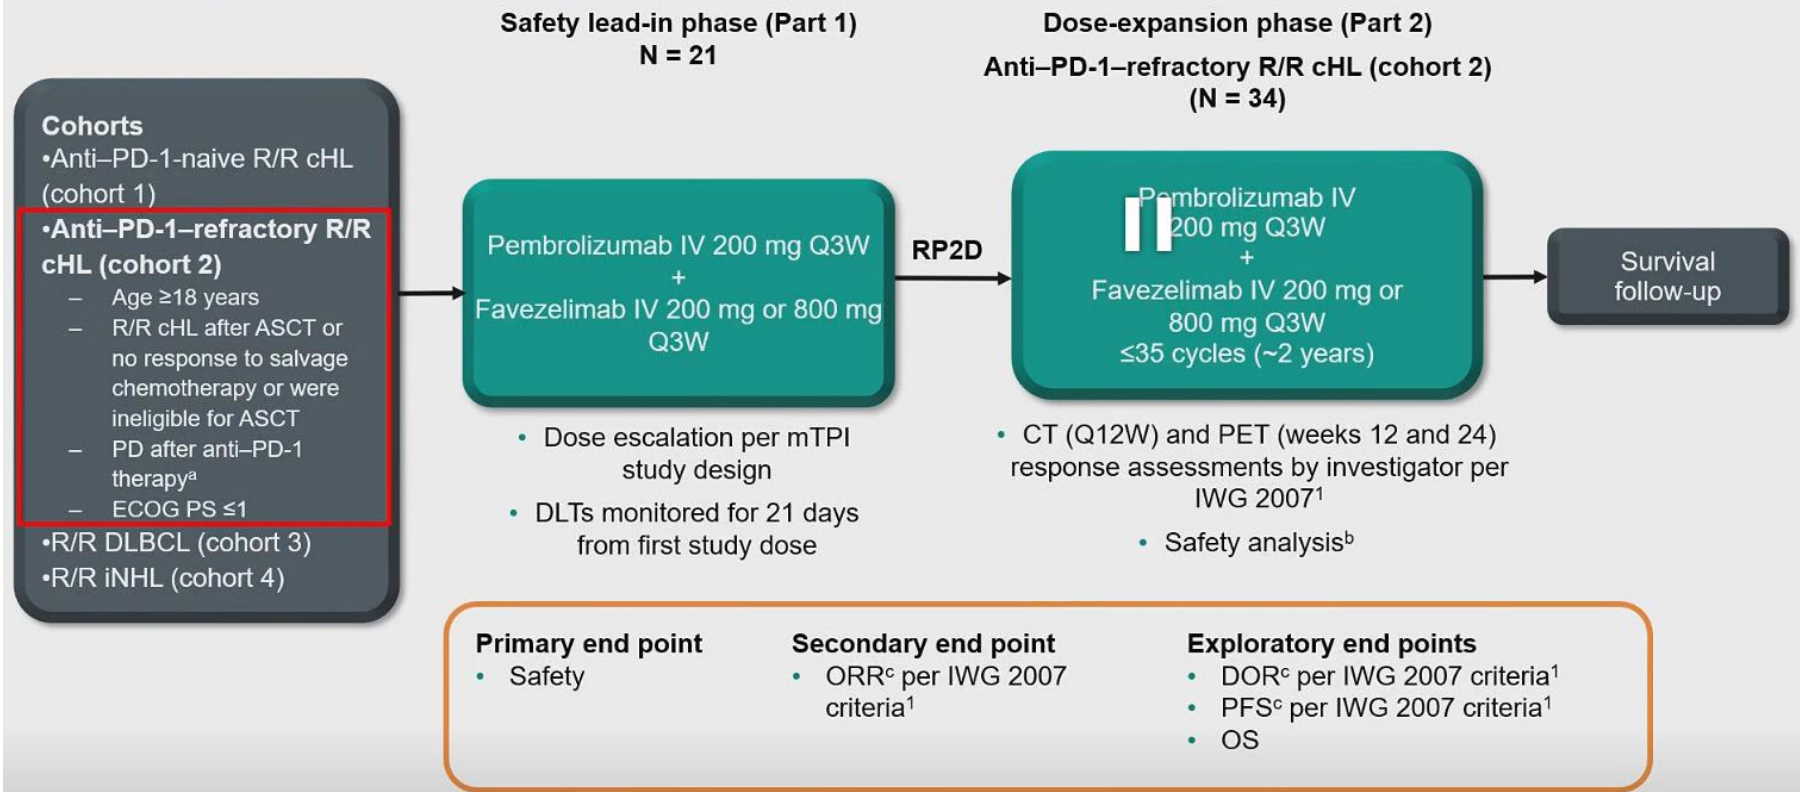 Safety lead-in phase (Part 1)
N = 21
Dose-expansion phase (Part 2)
Anti–PD-1–refractory R/R cHL (cohort 2)
(N = 34)
Cohorts
•Anti–PD-1-naive R/R cHL
(cohort 1)
•Anti–PD-1–refractory R/R
cHL (cohort 2)
– Age ≥18 years
– R/R cHL after ASCT or
no response to salvage
chemotherapy or were
ineligible for ASCT
– PD after anti–PD-1
therapyᵃ
– ECOG PS ≤1
•R/R DLBCL (cohort 3)
•R/R iNHL (cohort 4)
Pembrolizumab IV 200 mg Q3W
+
Favezelimab IV 200 mg or 800 mg
Q3W
RP2D
Pembrolizumab IV
200 mg Q3W
+
Favezelimab IV 200 mg or
800 mg Q3W
≤35 cycles (~2 years)
Survival
follow-up
• Dose escalation per mTPI
study design
• DLTs monitored for 21 days
from first study dose
• CT (Q12W) and PET (weeks 12 and 24)
response assessments by investigator per
IWG 2007¹
• Safety analysisᵇ
Primary end point
• Safety
Secondary end point
• ORRᶜ per IWG 2007
criteria¹
Exploratory end points
• DORᶜ per IWG 2007 criteria¹
• PFSᶜ per IWG 2007 criteria¹
• OS